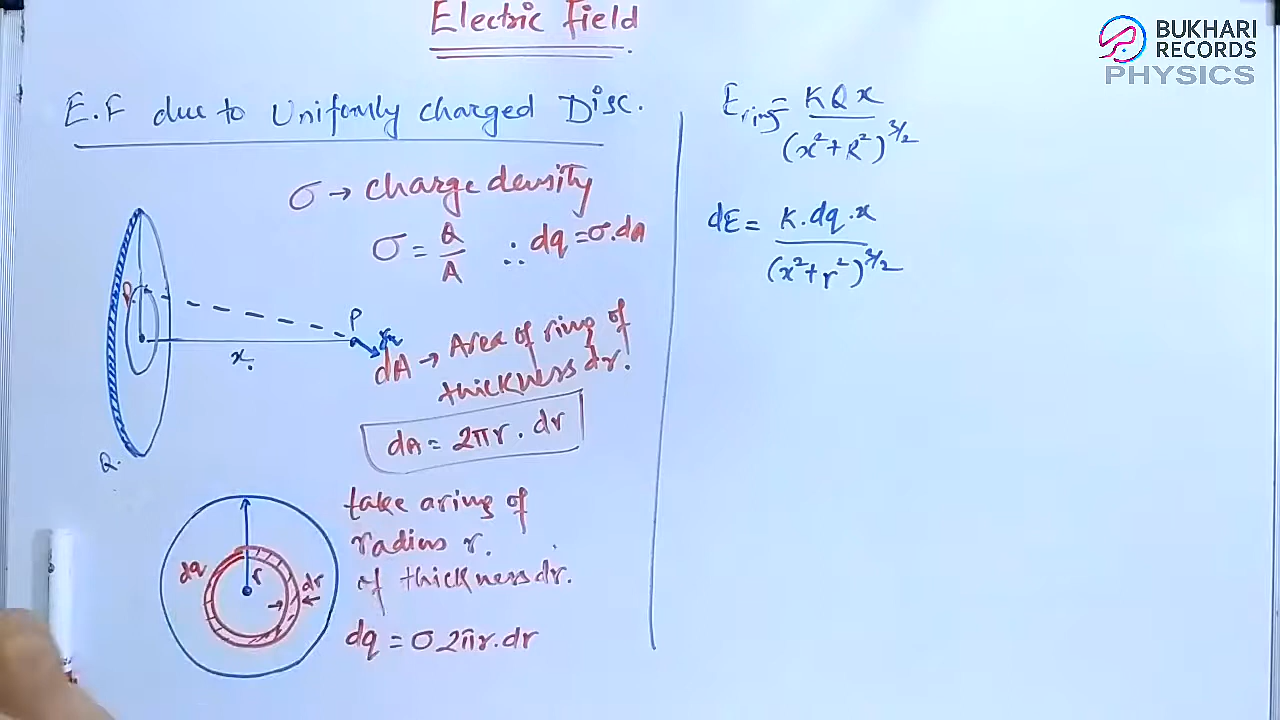 Electric field
BUKHARI
RECORDS
PHYSICS
E.F due to Uniformly charged Disc.
σ → charge density
σ = Q/A ∴ dq = σ.dA
P
x.
dA → Area of ring of
thickness dr.
dA = 2πr . dr
Q.
take a ring of
radius r.
of thickness dr.
dq = σ 2πr.dr
dq
r
dr
E ring = KQx/(x²+R²)^3/2
dE = K.dq.x/(x²+r²)^3/2